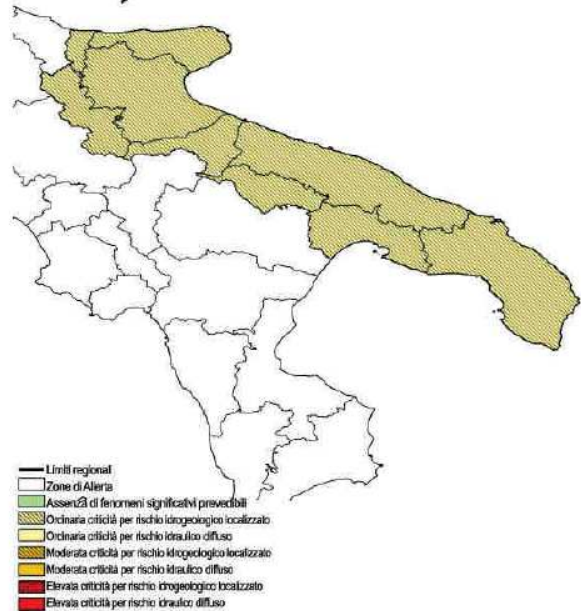 Limiti regionali
Zone di Allerta
Assenza di fenomeni significativi prevedibili
Ordinaria criticità per rischio idrogeologico localizzato
Ordinaria criticità per rischio idraulico diffuso
Moderata criticità per rischio idrogeologico localizzato
Moderata criticità per rischio idraulico diffuso
Elevata criticità per rischio idrogeologico localizzato
Elevata criticità per rischio idraulico diffuso